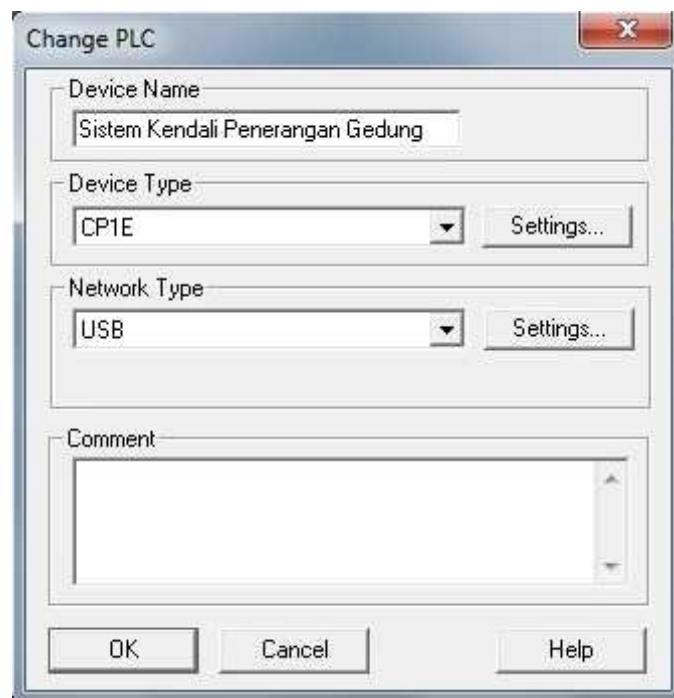 Change PLC
Device Name
Sistem Kendali Penerangan Gedung
Device Type
CP1E
Settings...
Network Type
USB
Settings...
Comment
OK
Cancel
Help